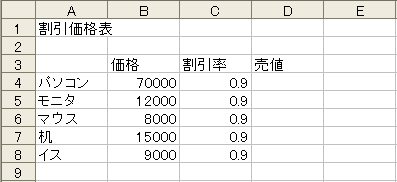 A B C D E
1 割引価格表
2
3 価格 割引率 売値
4 パソコン 70000 0.9
5 モニタ 12000 0.9
6 マウス 8000 0.9
7 机 15000 0.9
8 イス 9000 0.9
9